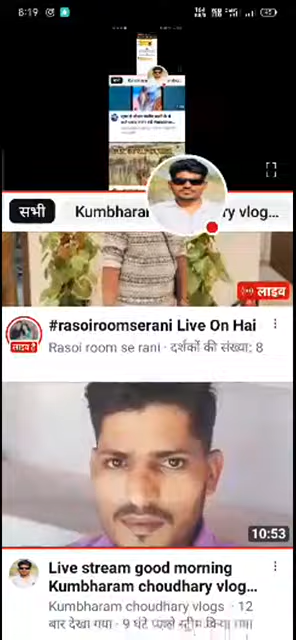 8:19
सभी
Kumbharam
ry vlog...
लाइव
#rasoiroomserani Live On Hai
लाइव है
Rasoi room se rani · दर्शकों की संख्या: 8
10:53
Live stream good morning
Kumbharam choudhary vlog...
Kumbharam choudhary vlogs · 12
बार देखा गया · 9 घंटे पहले स्ट्रीम किया गया